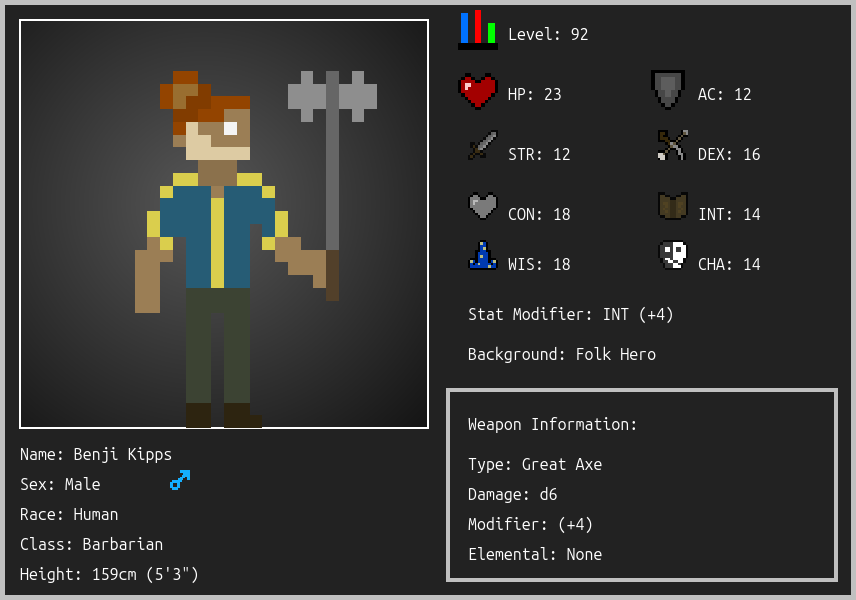 Level: 92
HP: 23
AC: 12
STR: 12
DEX: 16
CON: 18
INT: 14
WIS: 18
CHA: 14
Stat Modifier: INT (+4)
Background: Folk Hero
Weapon Information:
Type: Great Axe
Damage: d6
Modifier: (+4)
Elemental: None
Name: Benji Kipps
Sex: Male
Race: Human
Class: Barbarian
Height: 159cm (5'3")